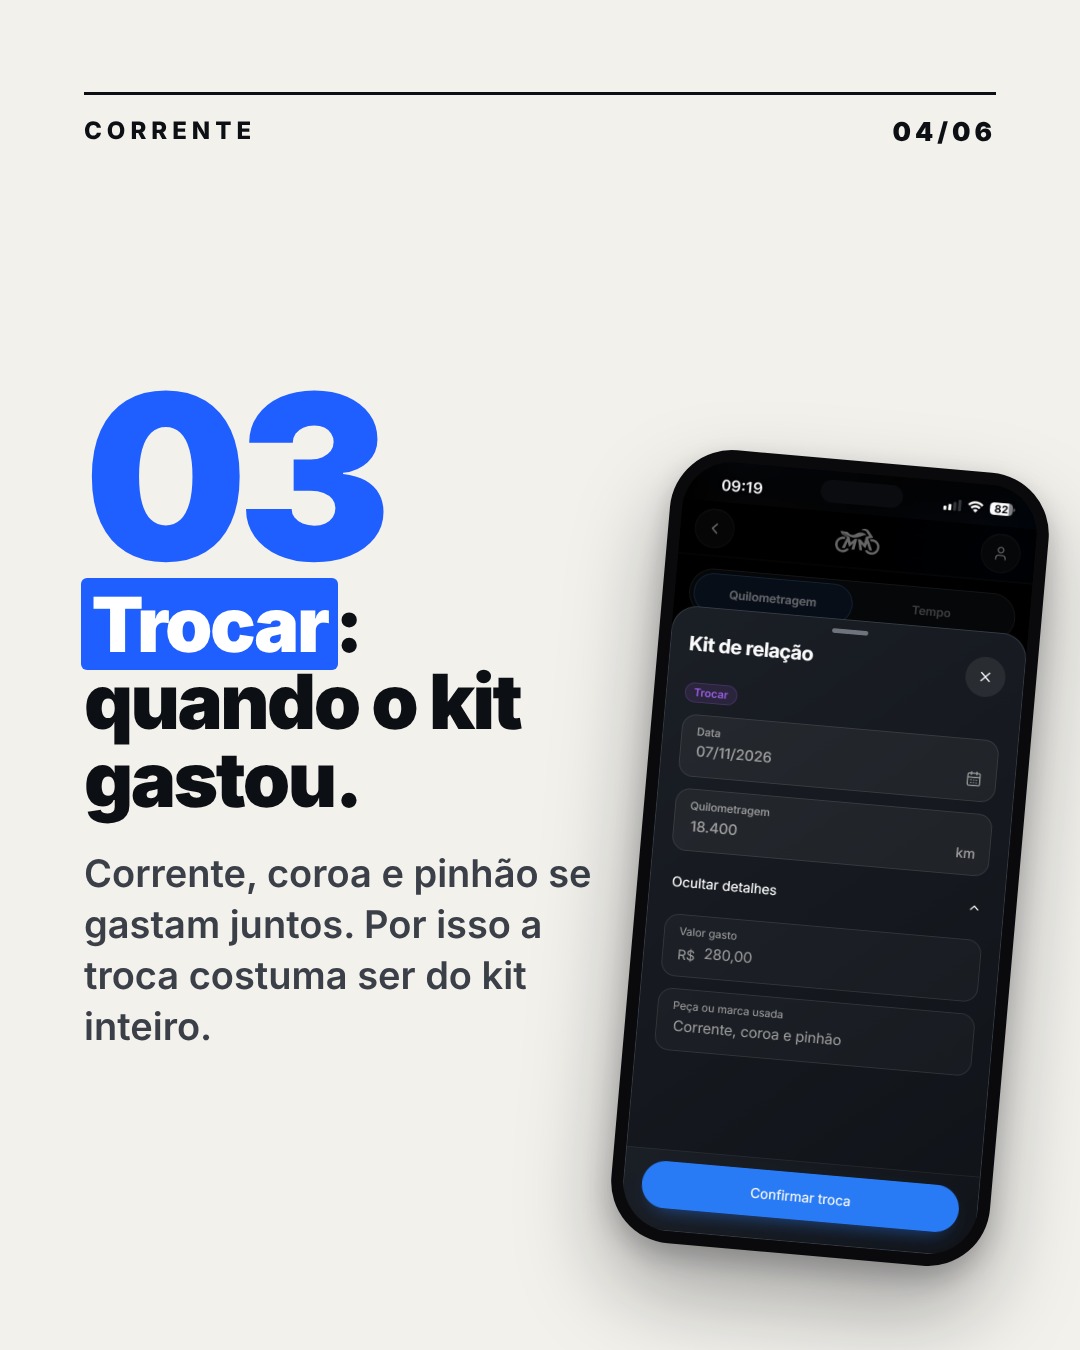 CORRENTE
04/06
03
Trocar:
quando o kit
gastou.
Corrente, coroa e pinhão se
gastam juntos. Por isso a
troca costuma ser do kit
inteiro.
09:19
82
MM
Quilometragem
Tempo
Kit de relação
Trocar
Data
07/11/2026
Quilometragem
18.400
km
Ocultar detalhes
Valor gasto
R$ 280,00
Peça ou marca usada
Corrente, coroa e pinhão
Confirmar troca